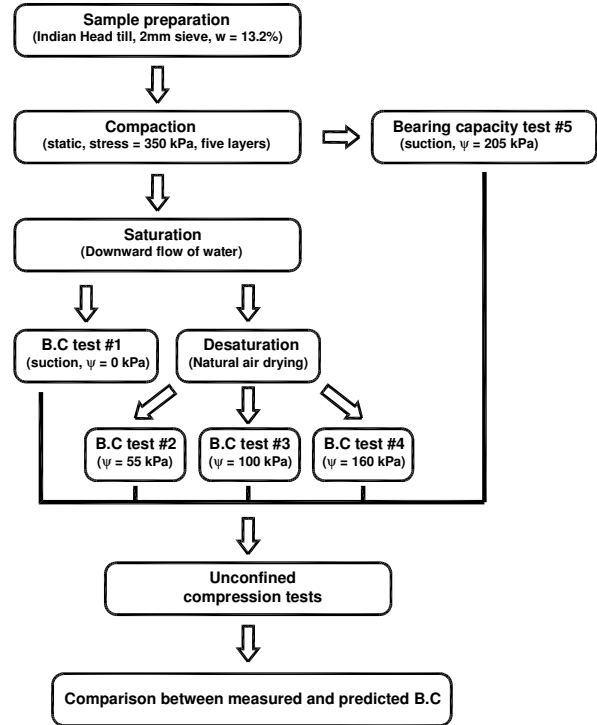 Sample preparation
(Indian Head till, 2mm sieve, w = 13.2%)
Compaction
(static, stress = 350 kPa, five layers)
Bearing capacity test #5
(suction, ψ = 205 kPa)
Saturation
(Downward flow of water)
B.C test #1
(suction, ψ = 0 kPa)
Desaturation
(Natural air drying)
B.C test #2
(ψ = 55 kPa)
B.C test #3
(ψ = 100 kPa)
B.C test #4
(ψ = 160 kPa)
Unconfined
compression tests
Comparison between measured and predicted B.C